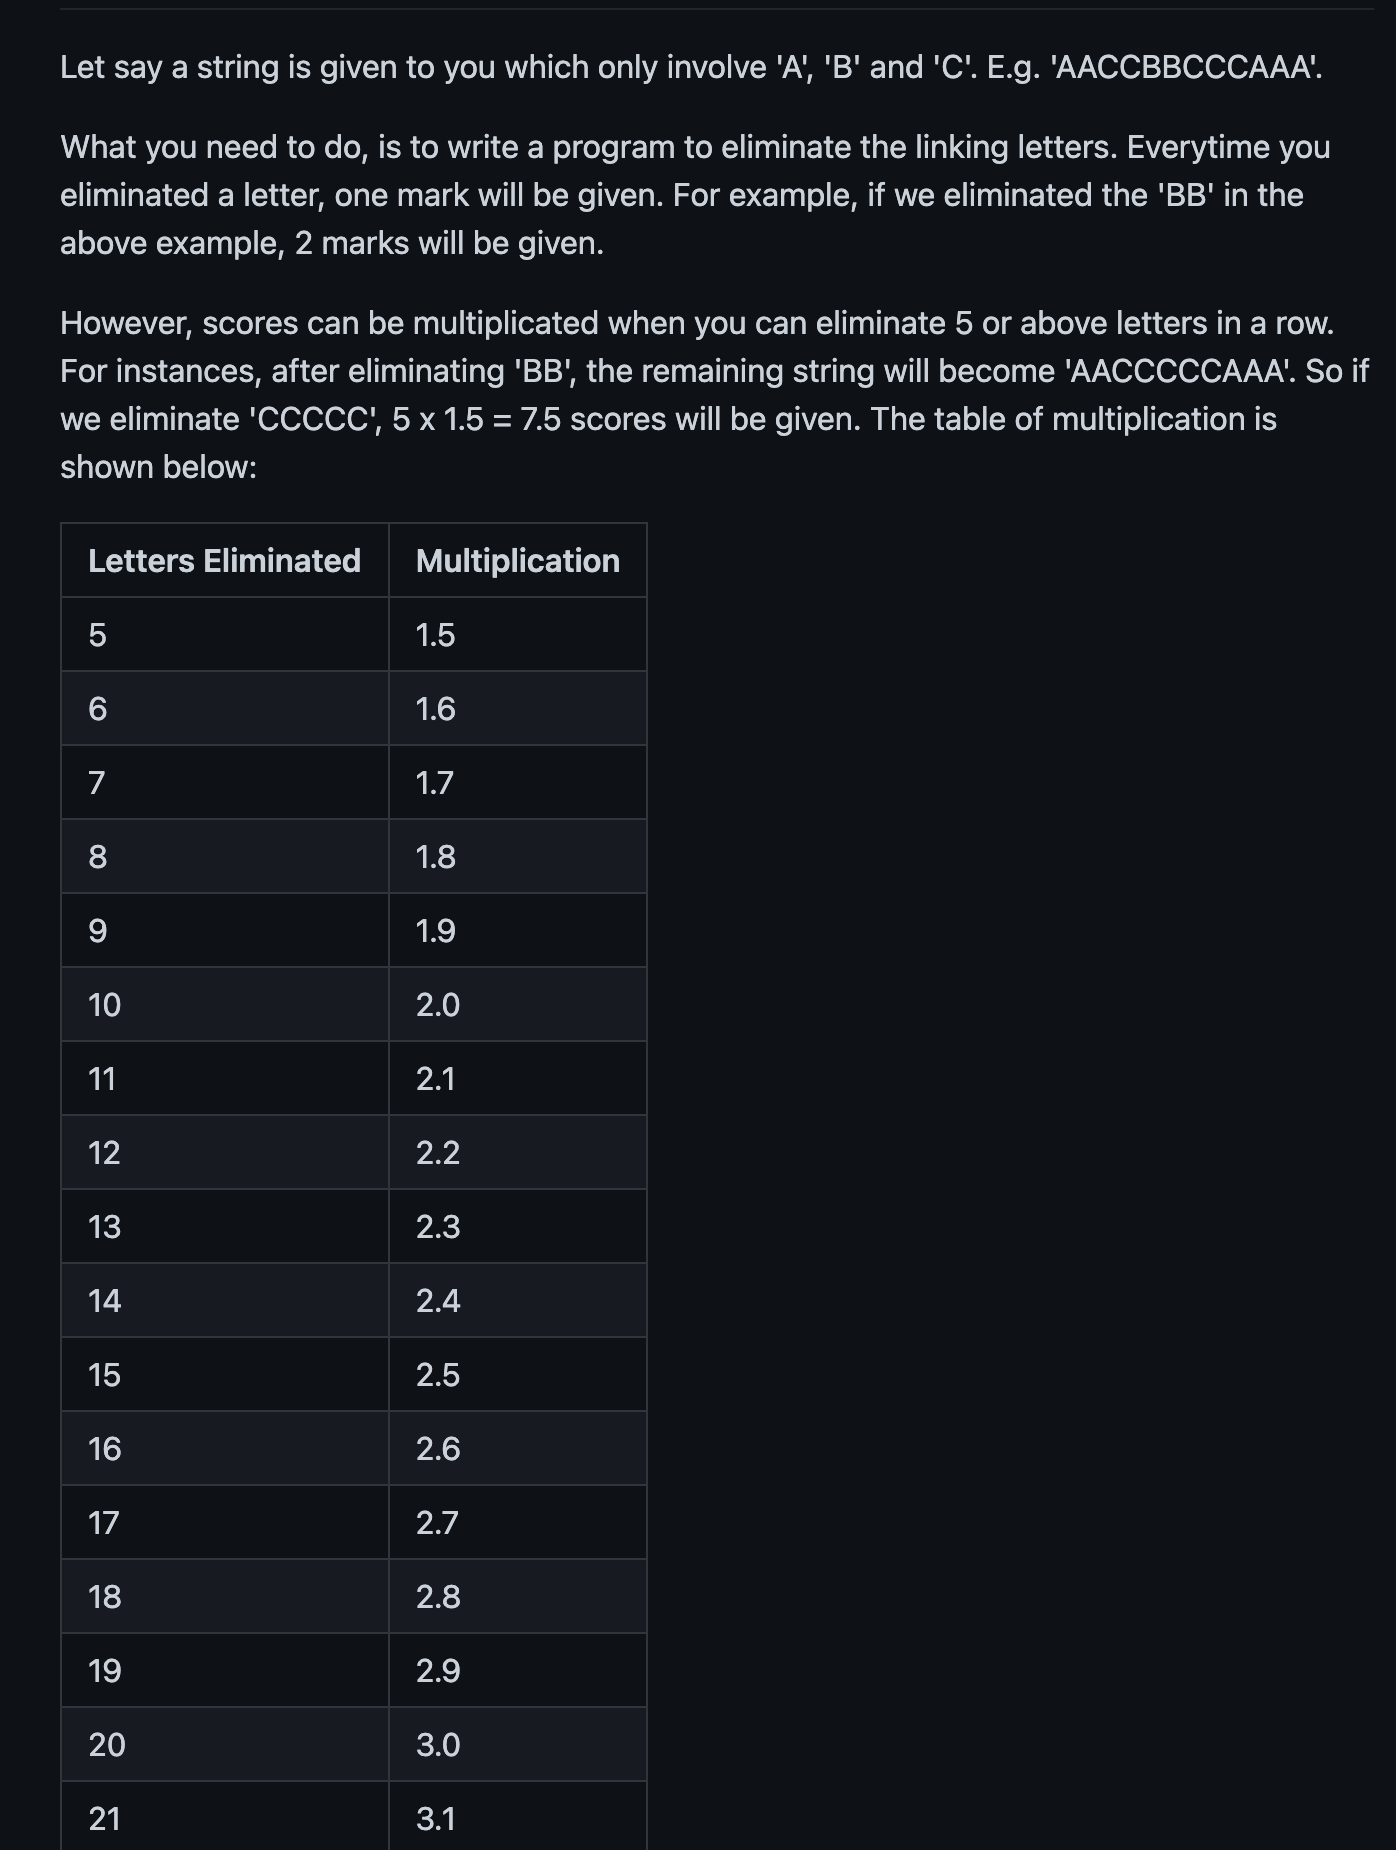 Let say a string is given to you which only involve 'A', 'B' and 'C'. E.g. 'AACCBBCCCAAA'.
What you need to do, is to write a program to eliminate the linking letters. Everytime you
eliminated a letter, one mark will be given. For example, if we eliminated the 'BB' in the
above example, 2 marks will be given.
However, scores can be multiplicated when you can eliminate 5 or above letters in a row.
For instances, after eliminating 'BB', the remaining string will become 'AACCCCCAAA'. So if
we eliminate 'CCCCC', 5 x 1.5 = 7.5 scores will be given. The table of multiplication is
shown below:
Letters Eliminated Multiplication
5 1.5
6 1.6
7 1.7
8 1.8
9 1.9
10 2.0
11 2.1
12 2.2
13 2.3
14 2.4
15 2.5
16 2.6
17 2.7
18 2.8
19 2.9
20 3.0
21 3.1